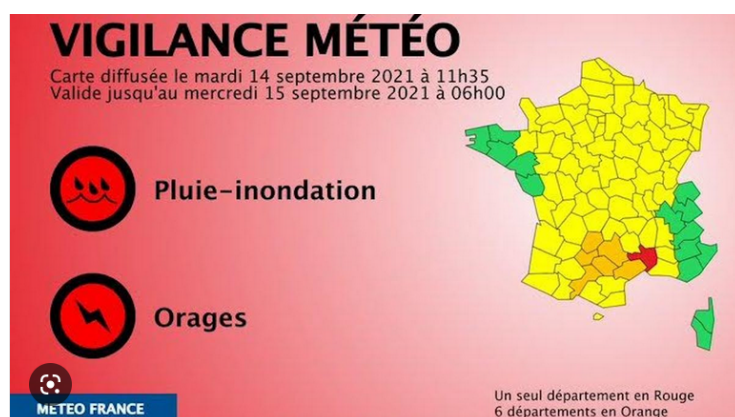 VIGILANCE MÉTÉO
Carte diffusée le mardi 14 septembre 2021 à 11h35
Valide jusqu'au mercredi 15 septembre 2021 à 06h00
Pluie-inondation
Orages
METEO FRANCE
Un seul département en Rouge
6 départements en Orange